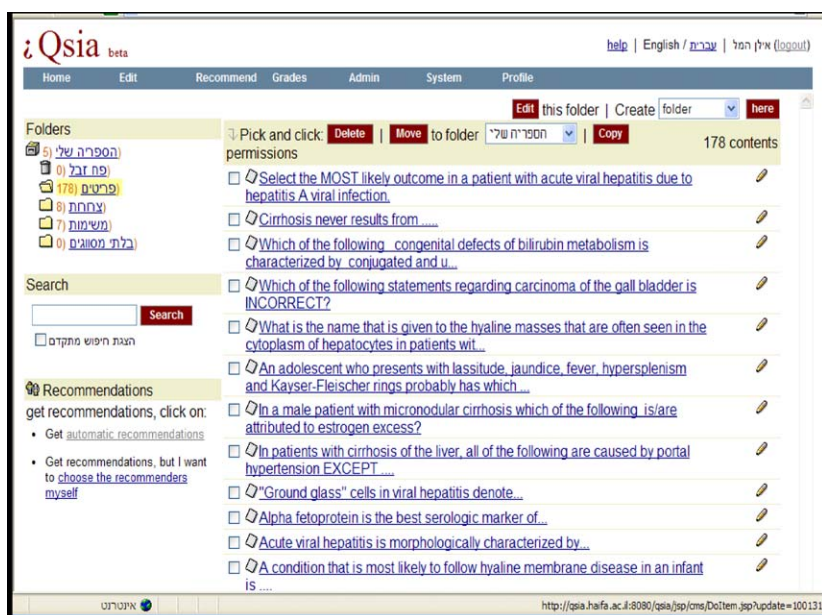 ¿Qsia beta
help | English / עברית | אילן המל (logout)
Home Edit Recommend Grades Admin System Profile
Edit this folder | Create folder here
Folders
הספריה שלי (5)
פח זבל (0)
פריטים (178)
צרורות (8)
משימות (7)
בלתי מסווגים (0)
Search
Search
הצגת חיפוש מתקדם
Recommendations
get recommendations, click on:
• Get automatic recommendations
• Get recommendations, but I want
to choose the recommenders
myself
Pick and click: Delete | Move to folder הספריה שלי | Copy
permissions
178 contents
Select the MOST likely outcome in a patient with acute viral hepatitis due to
hepatitis A viral infection.
Cirrhosis never results from .....
Which of the following congenital defects of bilirubin metabolism is
characterized by conjugated and u...
Which of the following statements regarding carcinoma of the gall bladder is
INCORRECT?
What is the name that is given to the hyaline masses that are often seen in the
cytoplasm of hepatocytes in patients wit...
An adolescent who presents with lassitude, jaundice, fever, hypersplenism
and Kayser-Fleischer rings probably has which ...
In a male patient with micronodular cirrhosis which of the following is/are
attributed to estrogen excess?
In patients with cirrhosis of the liver, all of the following are caused by portal
hypertension EXCEPT ....
"Ground glass" cells in viral hepatitis denote...
Alpha fetoprotein is the best serologic marker of...
Acute viral hepatitis is morphologically characterized by...
A condition that is most likely to follow hyaline membrane disease in an infant
is ....
אינטרנט
http://qsia.haifa.ac.il:8080/qsia/jsp/cms/DoItem.jsp?update=100131